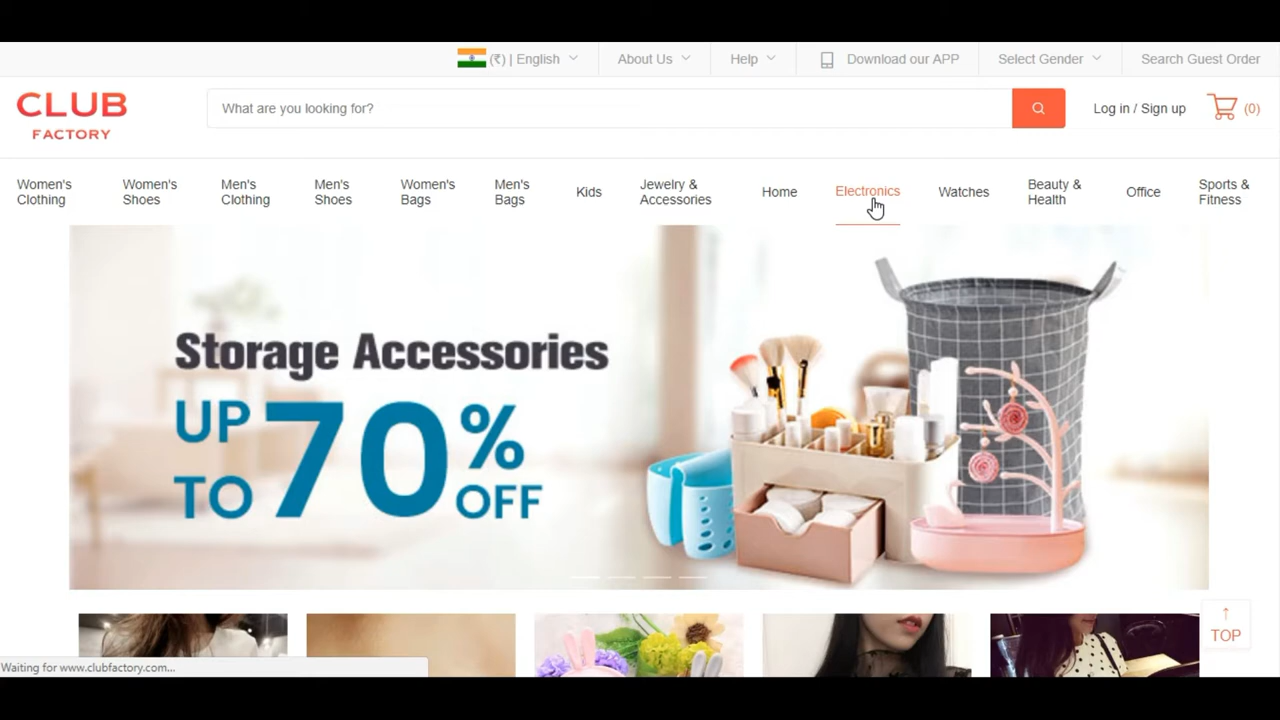 (₹) | English
About Us
Help
Download our APP
Select Gender
Search Guest Order
CLUB
FACTORY
What are you looking for?
Log in / Sign up
(0)
Women's
Clothing
Women's
Shoes
Men's
Clothing
Men's
Shoes
Women's
Bags
Men's
Bags
Kids
Jewelry &
Accessories
Home
Electronics
Watches
Beauty &
Health
Office
Sports &
Fitness
Storage Accessories
UP TO 70% OFF
TOP
Waiting for www.clubfactory.com...